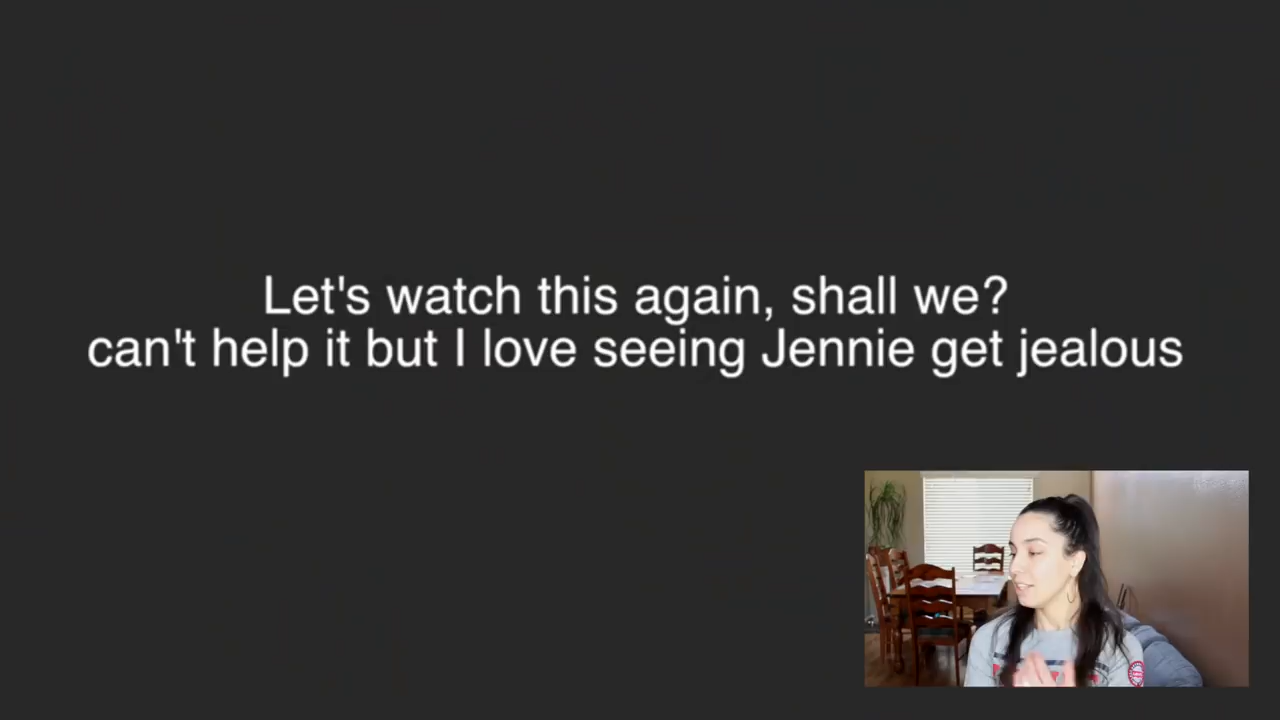 Let's watch this again, shall we?
can't help it but I love seeing Jennie get jealous